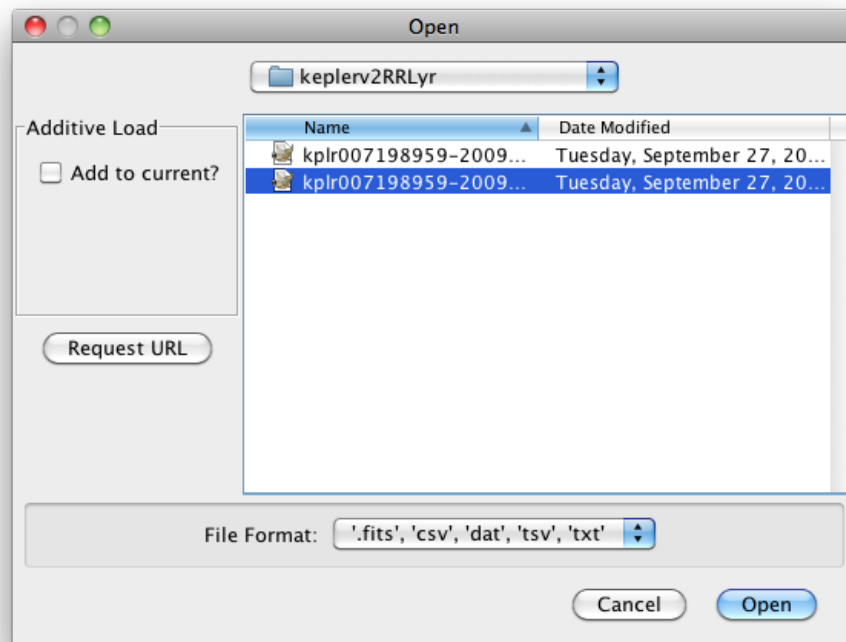 Open
keplerv2RRLyr
Additive Load
Add to current?
Name Date Modified
kplr007198959-2009... Tuesday, September 27, 20...
kplr007198959-2009... Tuesday, September 27, 20...
Request URL
File Format: '.fits', 'csv', 'dat', 'tsv', 'txt'
Cancel Open